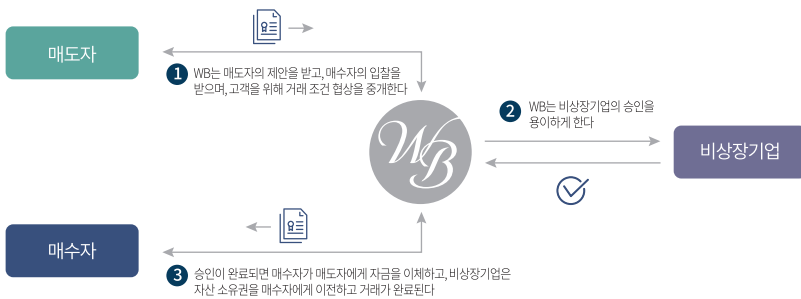 매도자
1 WB는 매도자의 제안을 받고, 매수자의 입찰을
받으며, 고객을 위해 거래 조건 협상을 중개한다
WB
2 WB는 비상장기업의 승인을
용이하게 한다
비상장기업
매수자
3 승인이 완료되면 매수자가 매도자에게 자금을 이체하고, 비상장기업은
자산 소유권을 매수자에게 이전하고 거래가 완료된다